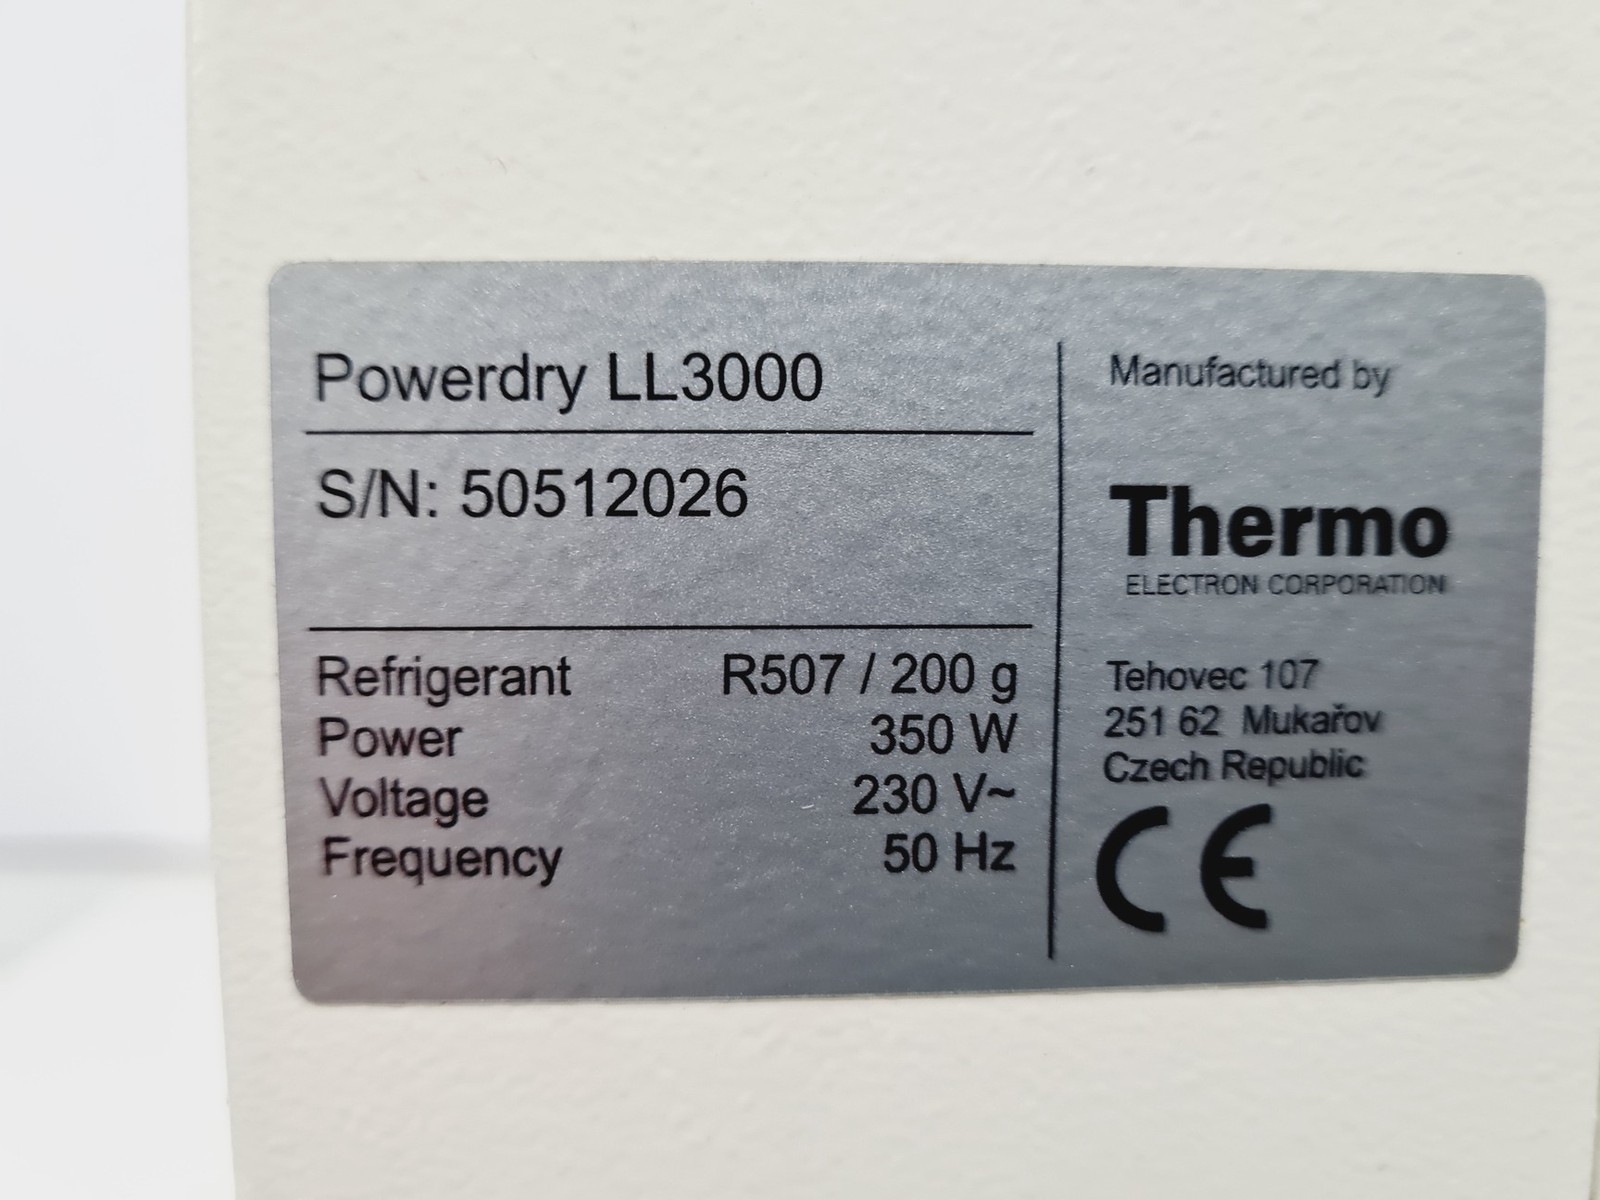 Powerdry LL3000
S/N: 50512026
Refrigerant R507 / 200 g
Power 350 W
Voltage 230 V~
Frequency 50 Hz
Manufactured by
Thermo
ELECTRON CORPORATION
Tehovec 107
251 62 Mukařov
Czech Republic
CE